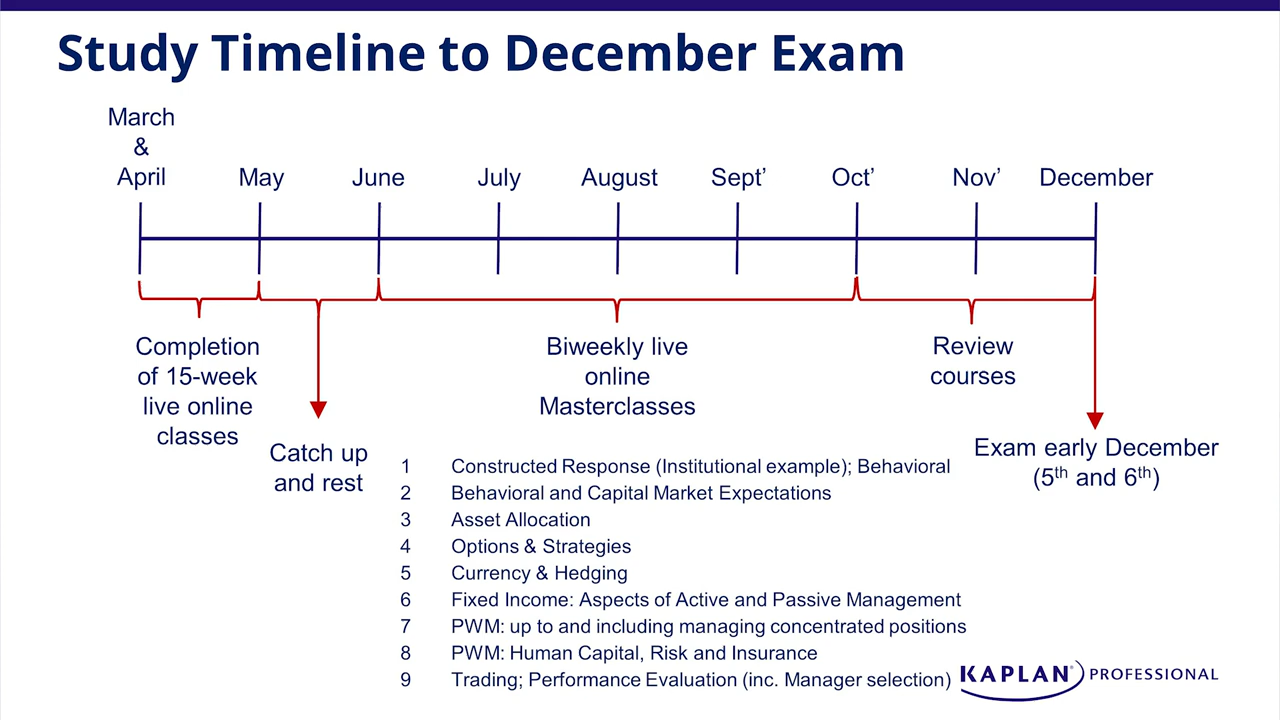 Study Timeline to December Exam
March
&
April
May
June
July
August
Sept’
Oct’
Nov’
December
Completion
of 15-week
live online
classes
Catch up
and rest
Biweekly live
online
Masterclasses
Review
courses
Exam early December
(5th and 6th)
1 Constructed Response (Institutional example); Behavioral
2 Behavioral and Capital Market Expectations
3 Asset Allocation
4 Options & Strategies
5 Currency & Hedging
6 Fixed Income: Aspects of Active and Passive Management
7 PWM: up to and including managing concentrated positions
8 PWM: Human Capital, Risk and Insurance
9 Trading; Performance Evaluation (inc. Manager selection)
KAPLAN® PROFESSIONAL